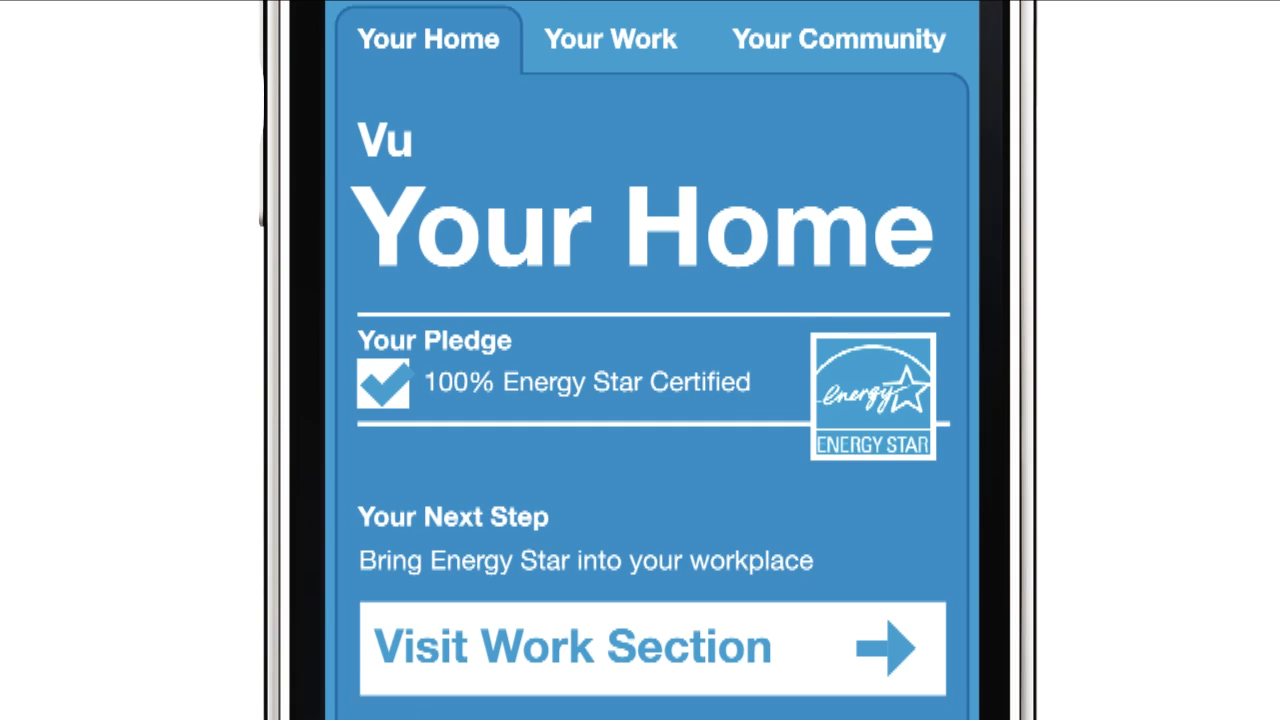 Your Home Your Work Your Community
Vu
Your Home
Your Pledge
100% Energy Star Certified
energy
ENERGY STAR
Your Next Step
Bring Energy Star into your workplace
Visit Work Section